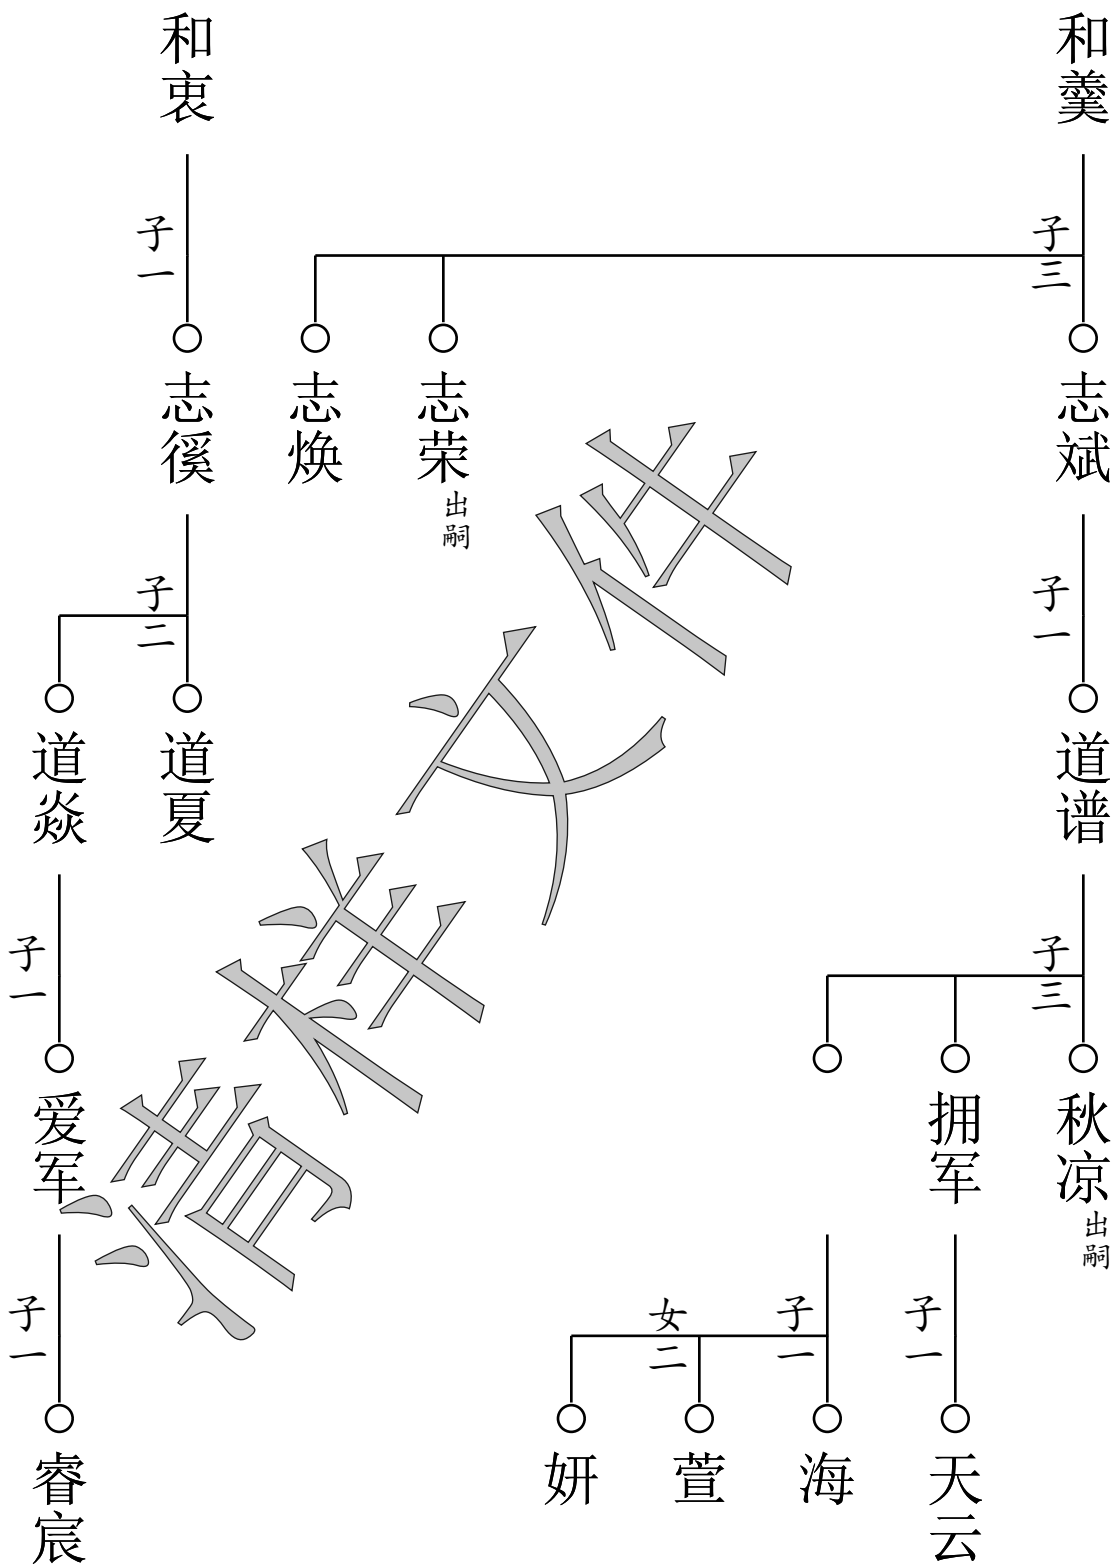 和羹
和衷
子三
子一
志斌
志荣
出嗣
志焕
志徯
子一
子二
道谱
道夏
道焱
子三
子一
秋凉
出嗣
拥军
爱军
子一
子一
女二
子一
天云
海
萱
妍
睿宸
清样文件